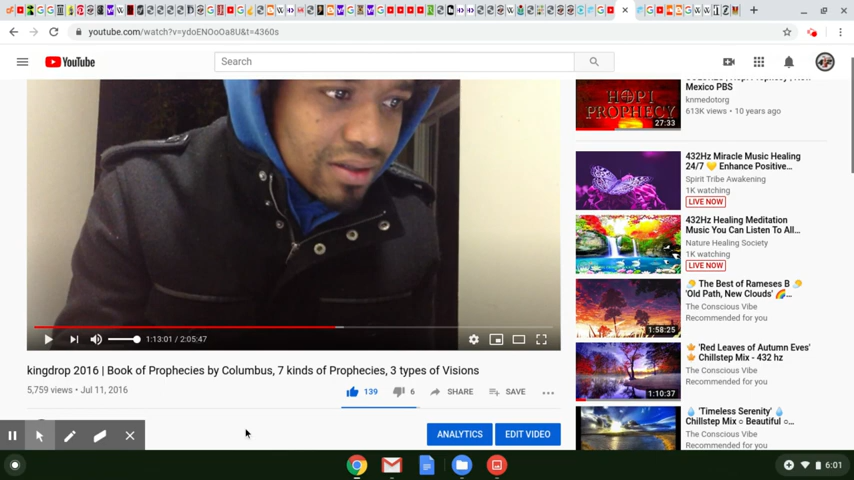 youtube.com/watch?v=ydoENOoOa8U&t=4360s
YouTube
Search
Mexico PBS
knmedotorg
613K views • 10 years ago
HOPI
PROPHECY
27:33
432Hz Miracle Music Healing
24/7 💛 Enhance Positive…
Spirit Tribe Awakening
1K watching
LIVE NOW
432Hz Healing Meditation
Music You Can Listen To All…
Nature Healing Society
1K watching
LIVE NOW
The Best of Rameses B
'Old Path, New Clouds'
The Conscious Vibe
Recommended for you
1:58:25
'Red Leaves of Autumn Eves'
Chillstep Mix - 432 hz
The Conscious Vibe
Recommended for you
1:10:37
'Timeless Serenity'
Chillstep Mix ○ Beautiful ○…
The Conscious Vibe
Recommended for you
1:13:01 / 2:05:47
kingdrop 2016 | Book of Prophecies by Columbus, 7 kinds of Prophecies, 3 types of Visions
5,759 views • Jul 11, 2016
139
6
SHARE
SAVE
ANALYTICS
EDIT VIDEO
6:01